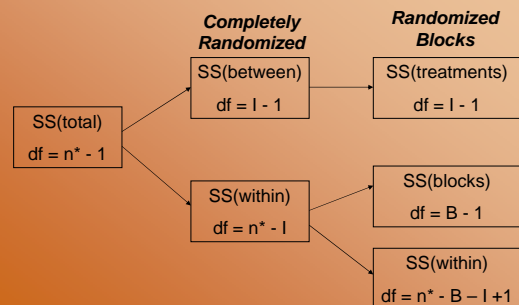 Completely
Randomized
Randomized
Blocks
SS(total)
df = n* - 1
SS(between)
df = I - 1
SS(treatments)
df = I - 1
SS(within)
df = n* - I
SS(blocks)
df = B - 1
SS(within)
df = n* - B – I +1